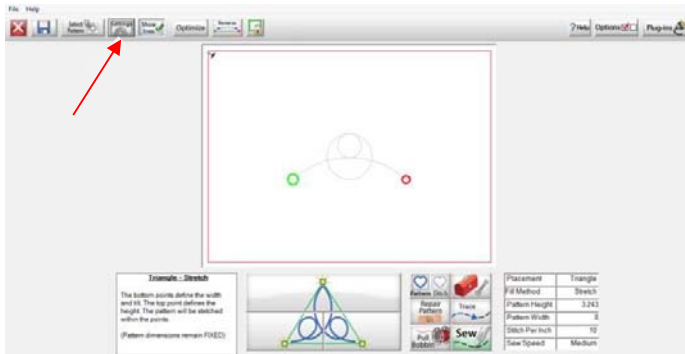 File Help
Select Pattern Settings Show Lines Optimize Reverse ? Help Options Plug-ins
Triangle - Stretch
The bottom points define the width
and tilt. The top point defines the
height. The pattern will be stretched
within the points.
(Pattern dimensions remain FIXED)
Pattern Stitch
Repair
Pattern
Trace
Pull
Bobbin
Sew
Placement Triangle
Fill Method Stretch
Pattern Height 3.243
Pattern Width 8
Stitch Per Inch 10
Sew Speed Medium